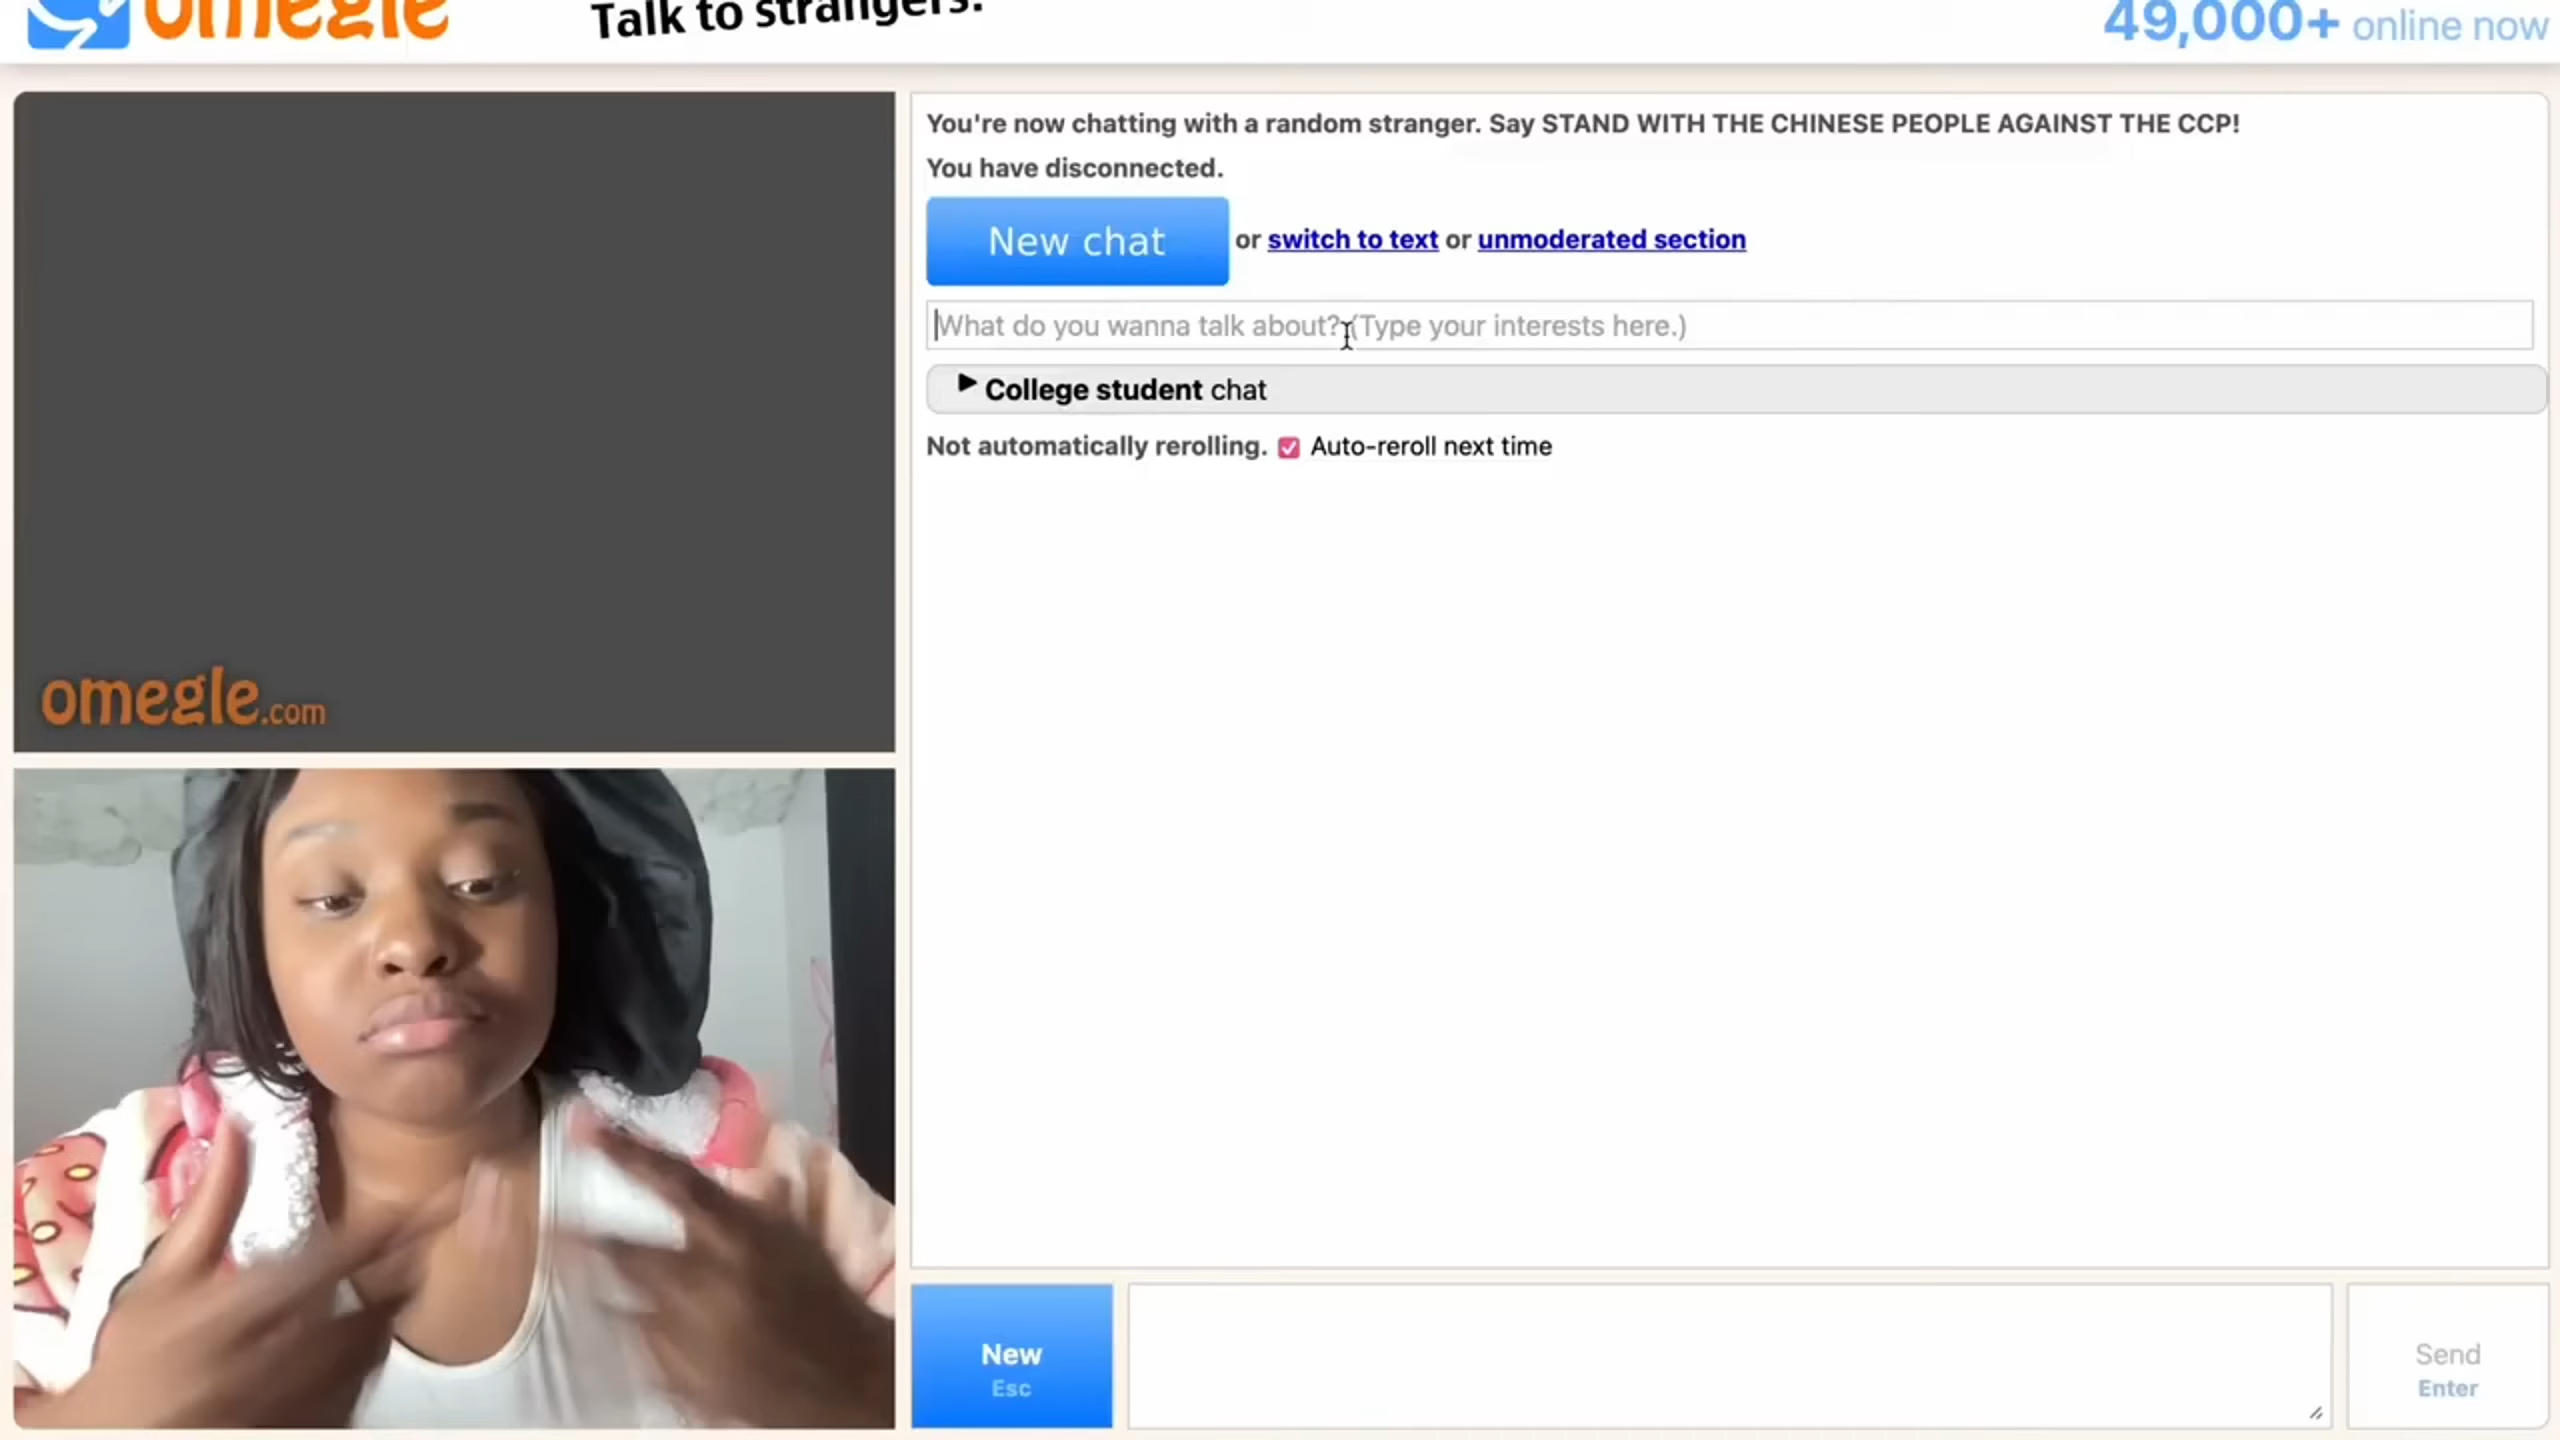 omegle
Talk to strangers!
49,000+ online now
You're now chatting with a random stranger. Say STAND WITH THE CHINESE PEOPLE AGAINST THE CCP!
You have disconnected.
New chat or switch to text or unmoderated section
What do you wanna talk about? (Type your interests here.)
College student chat
Not automatically rerolling. Auto-reroll next time
omegle.com
New
Esc
Send
Enter